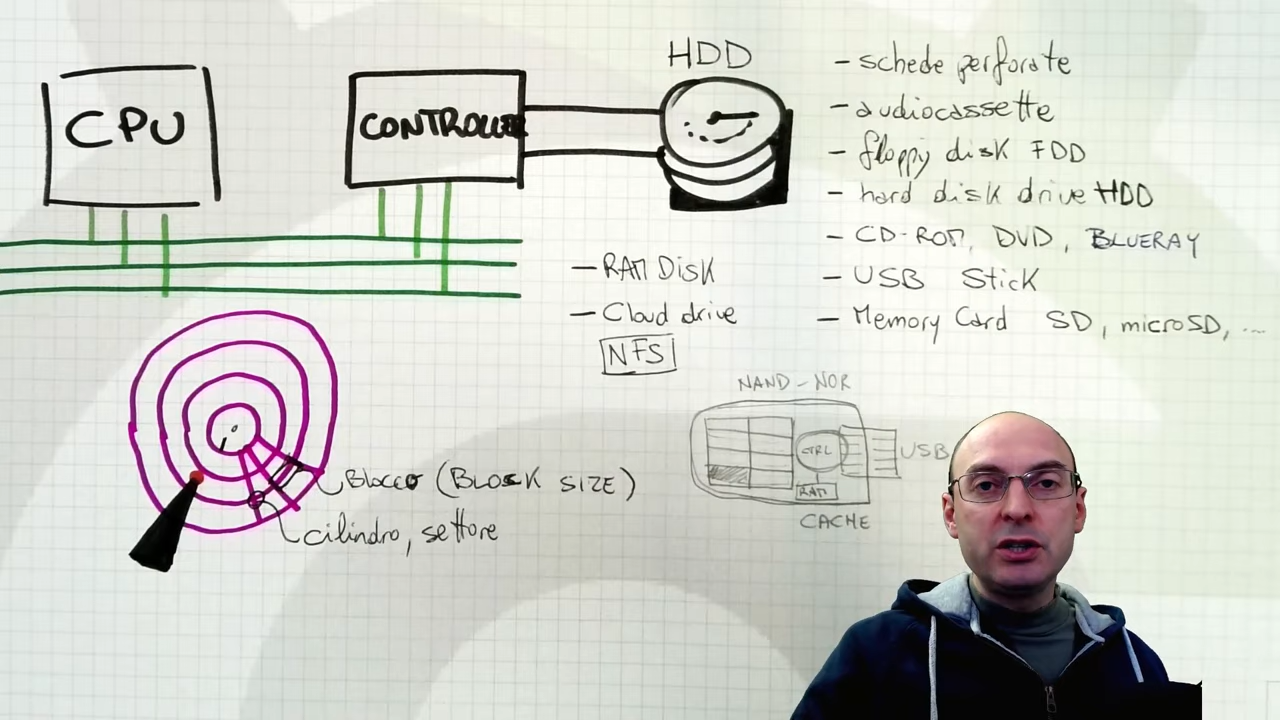 CPU
CONTROLLER
HDD
- schede perforate
- audiocassette
- floppy disk FDD
- hard disk drive HDD
- CD-ROM, DVD, BLUERAY
- USB Stick
- Memory Card SD, microSD, ...
- RAM Disk
- Cloud drive
NFS
Blocco (BLOCK SIZE)
cilindro, settore
NAND - NOR
CTRL
USB
RAM
CACHE